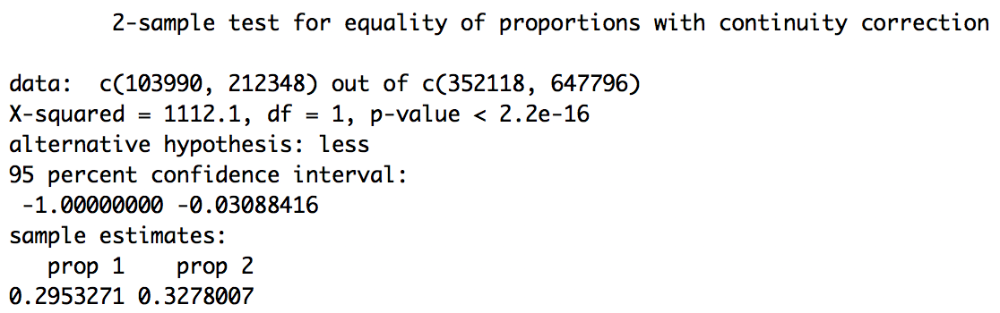 2-sample test for equality of proportions with continuity correction
data:  c(103990, 212348) out of c(352118, 647796)
X-squared = 1112.1, df = 1, p-value < 2.2e-16
alternative hypothesis: less
95 percent confidence interval:
-1.00000000 -0.03088416
sample estimates:
prop 1    prop 2
0.2953271 0.3278007